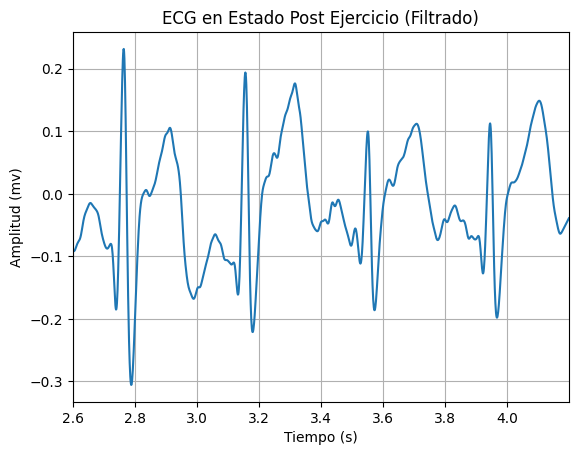 ECG en Estado Post Ejercicio (Filtrado)
Amplitud (mv)
0.2
0.1
0.0
−0.1
−0.2
−0.3
2.6 2.8 3.0 3.2 3.4 3.6 3.8 4.0
Tiempo (s)